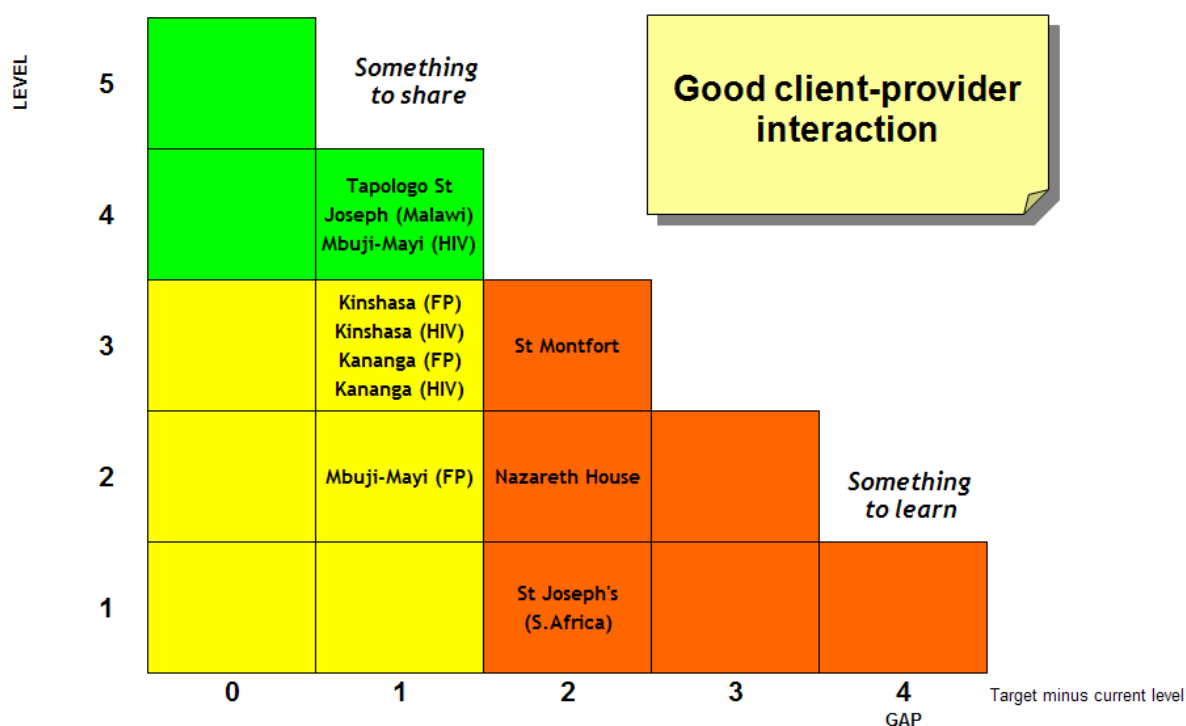 LEVEL
5
Something
to share
Good client-provider
interaction
4
Tapologo St
Joseph (Malawi)
Mbuji-Mayi (HIV)
3
Kinshasa (FP)
Kinshasa (HIV)
Kananga (FP)
Kananga (HIV)
St Montfort
2
Mbuji-Mayi (FP)
Nazareth House
Something
to learn
1
St Joseph's
(S.Africa)
0 1 2 3 4 Target minus current level
GAP